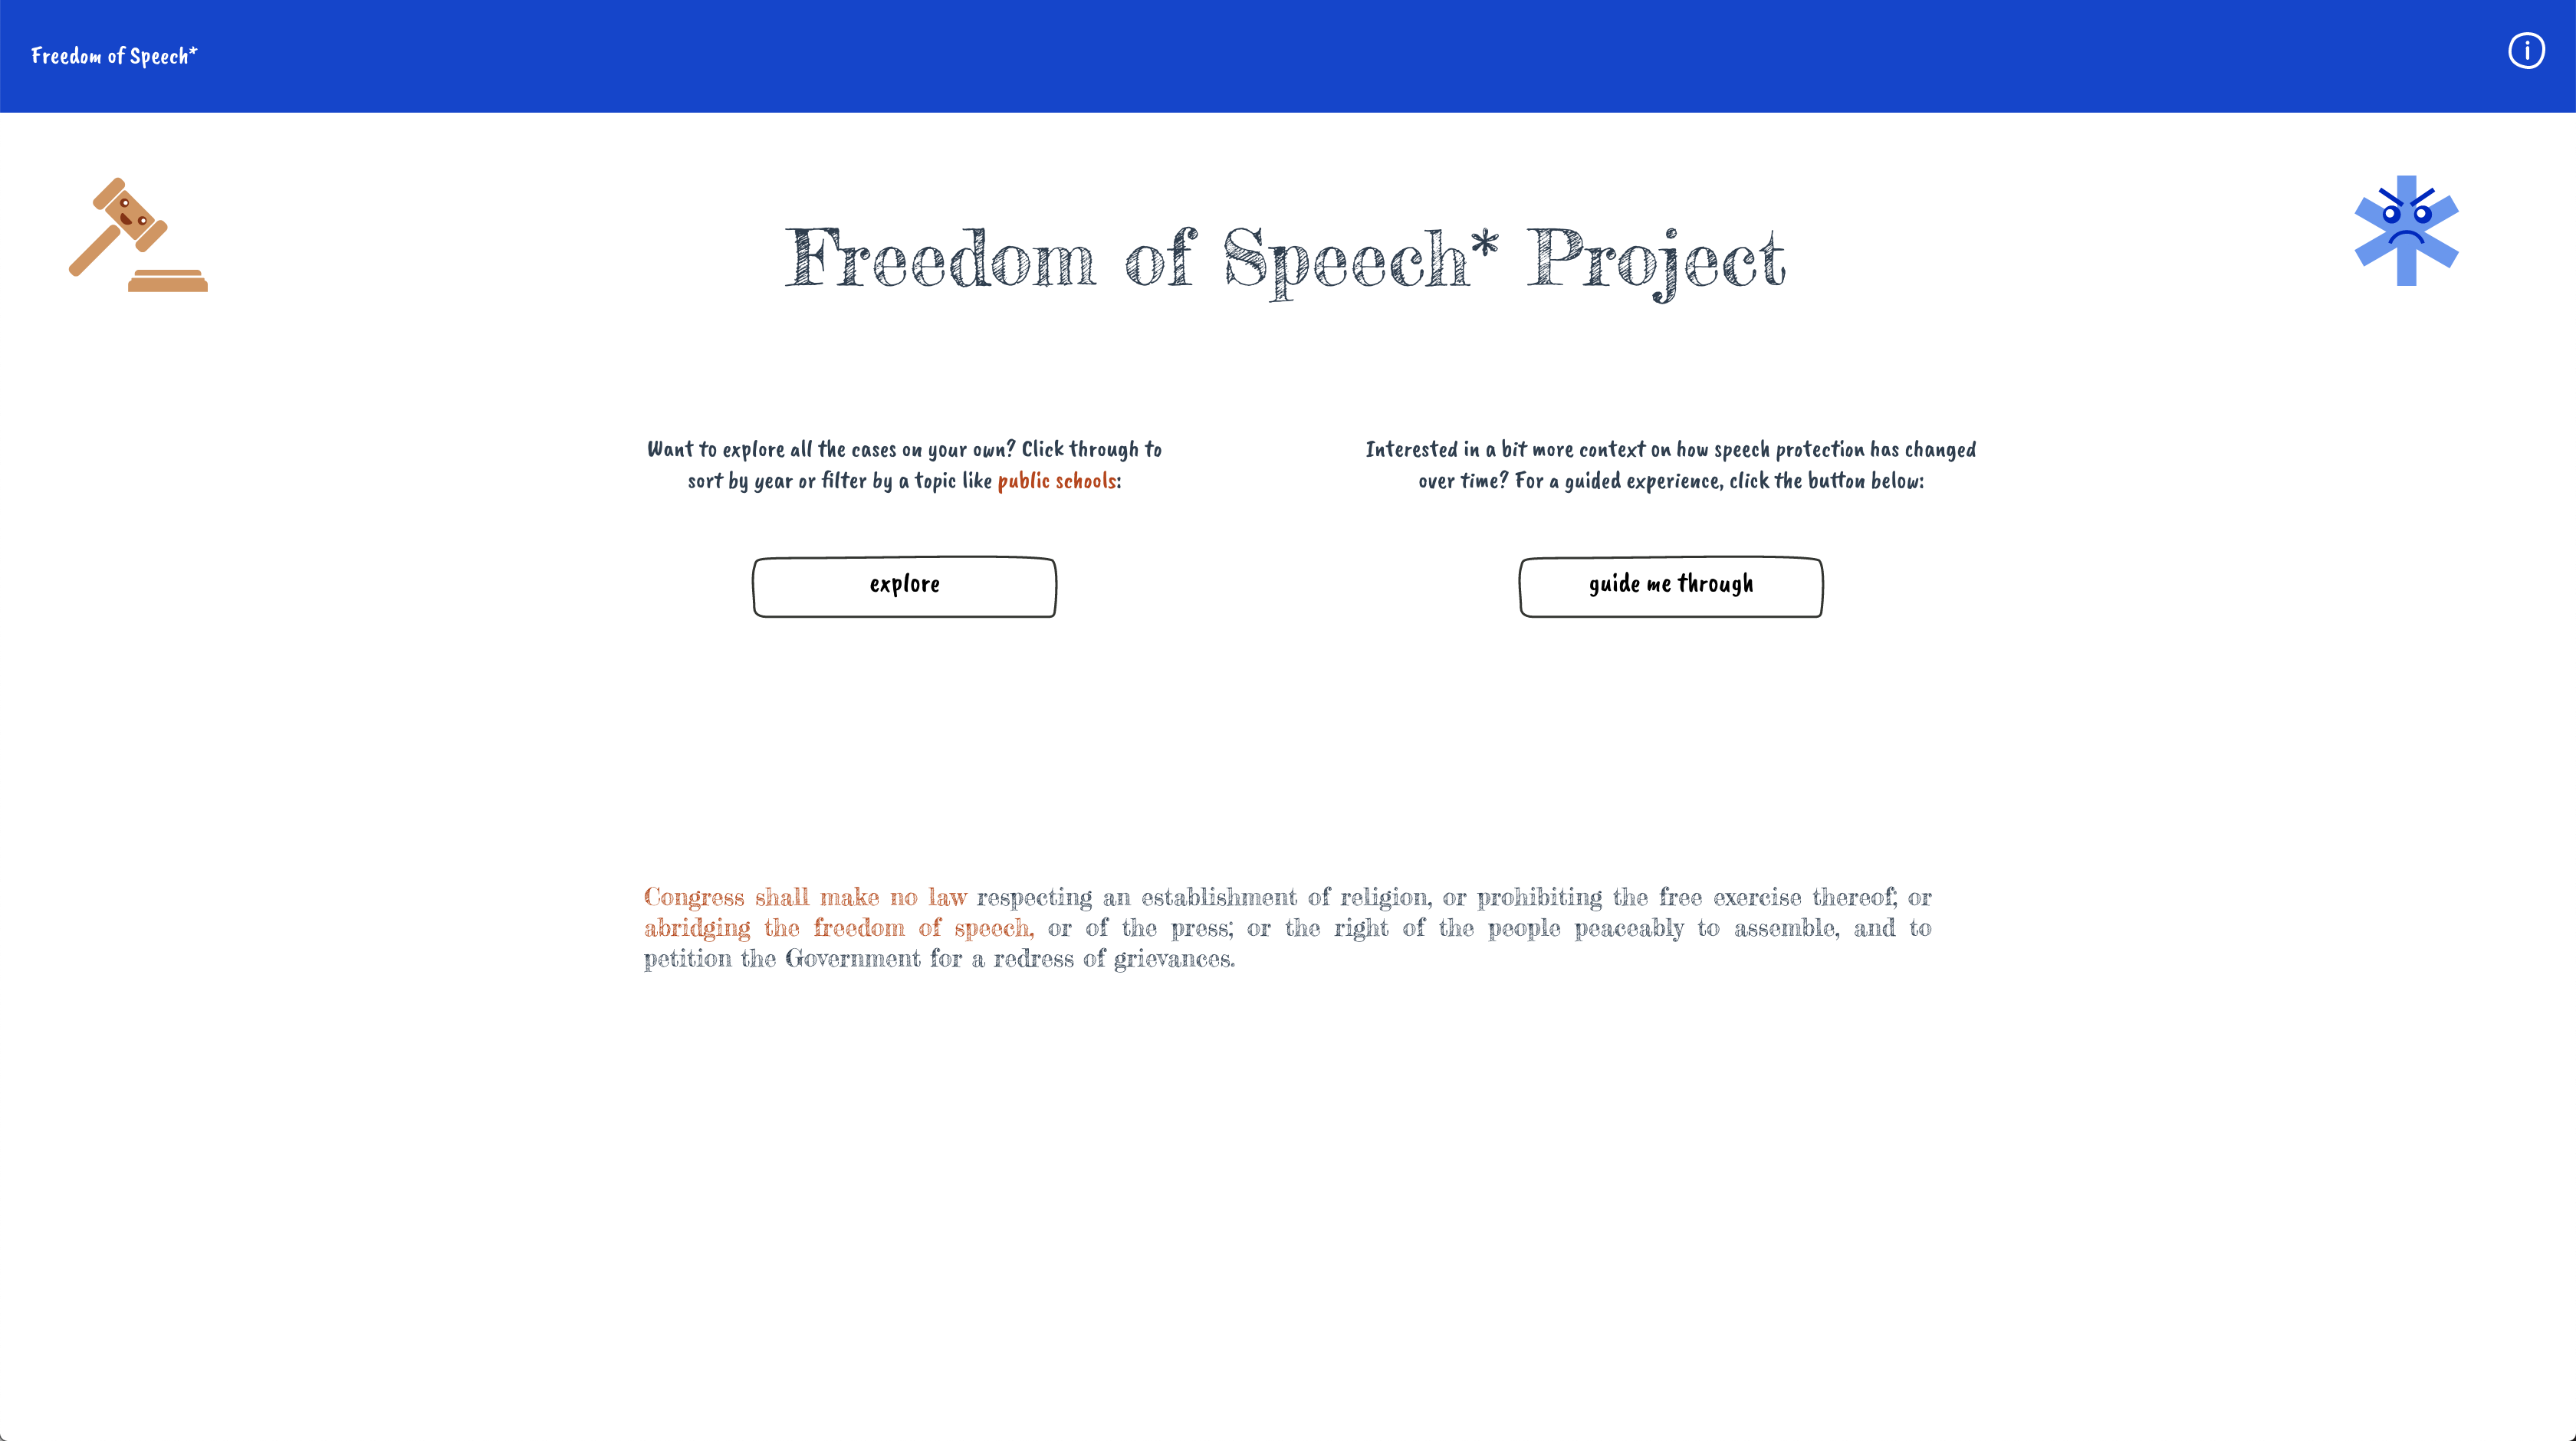 Freedom of Speech*
Freedom of Speech* Project
Want to explore all the cases on your own? Click through to
sort by year or filter by a topic like public schools:
explore
Interested in a bit more context on how speech protection has changed
over time? For a guided experience, click the button below:
guide me through
Congress shall make no law respecting an establishment of religion, or prohibiting the free exercise thereof; or
abridging the freedom of speech, or of the press; or the right of the people peaceably to assemble, and to
petition the Government for a redress of grievances.